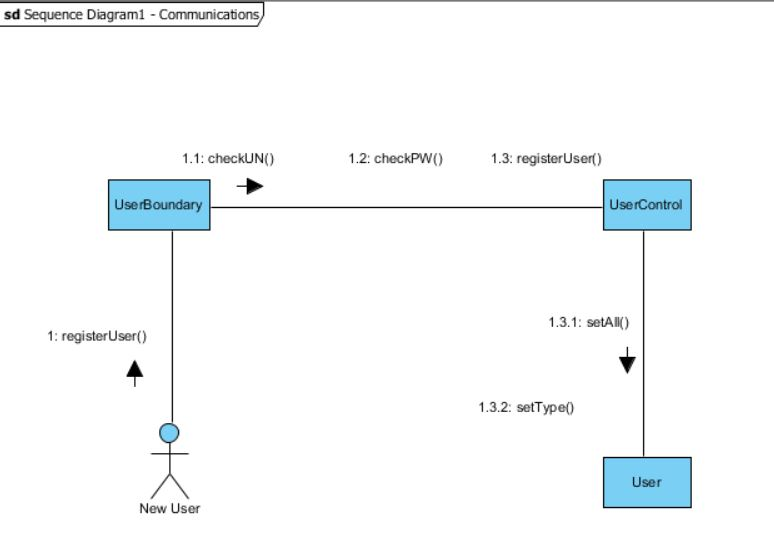 sd Sequence Diagram1 - Communications
1.1: checkUN() 1.2: checkPW() 1.3: registerUser()
UserBoundary UserControl
1.3.1: setAll()
1: registerUser()
1.3.2: setType()
User
New User